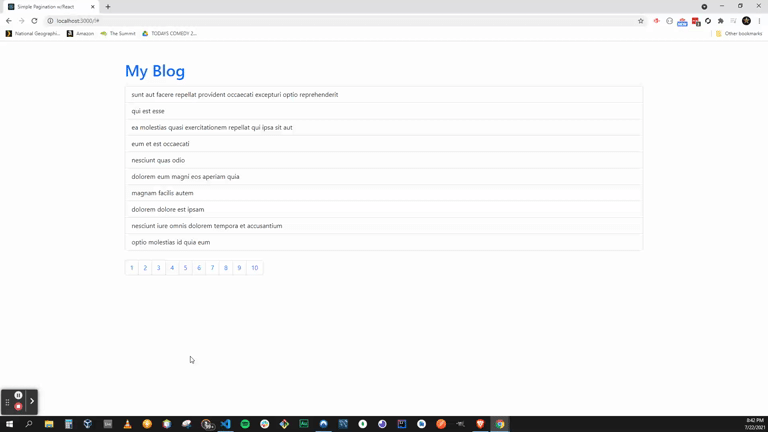 Simple Pagination w/React
localhost:3000/#
National Geographi...
Amazon
The Summit
TODAYS COMEDY 2...
Other bookmarks
My Blog
sunt aut facere repellat provident occaecati excepturi optio reprehenderit
qui est esse
ea molestias quasi exercitationem repellat qui ipsa sit aut
eum et est occaecati
nesciunt quas odio
dolorem eum magni eos aperiam quia
magnam facilis autem
dolorem dolore est ipsam
nesciunt iure omnis dolorem tempora et accusantium
optio molestias id quia eum
1 2 3 4 5 6 7 8 9 10
8:42 PM
7/22/2021